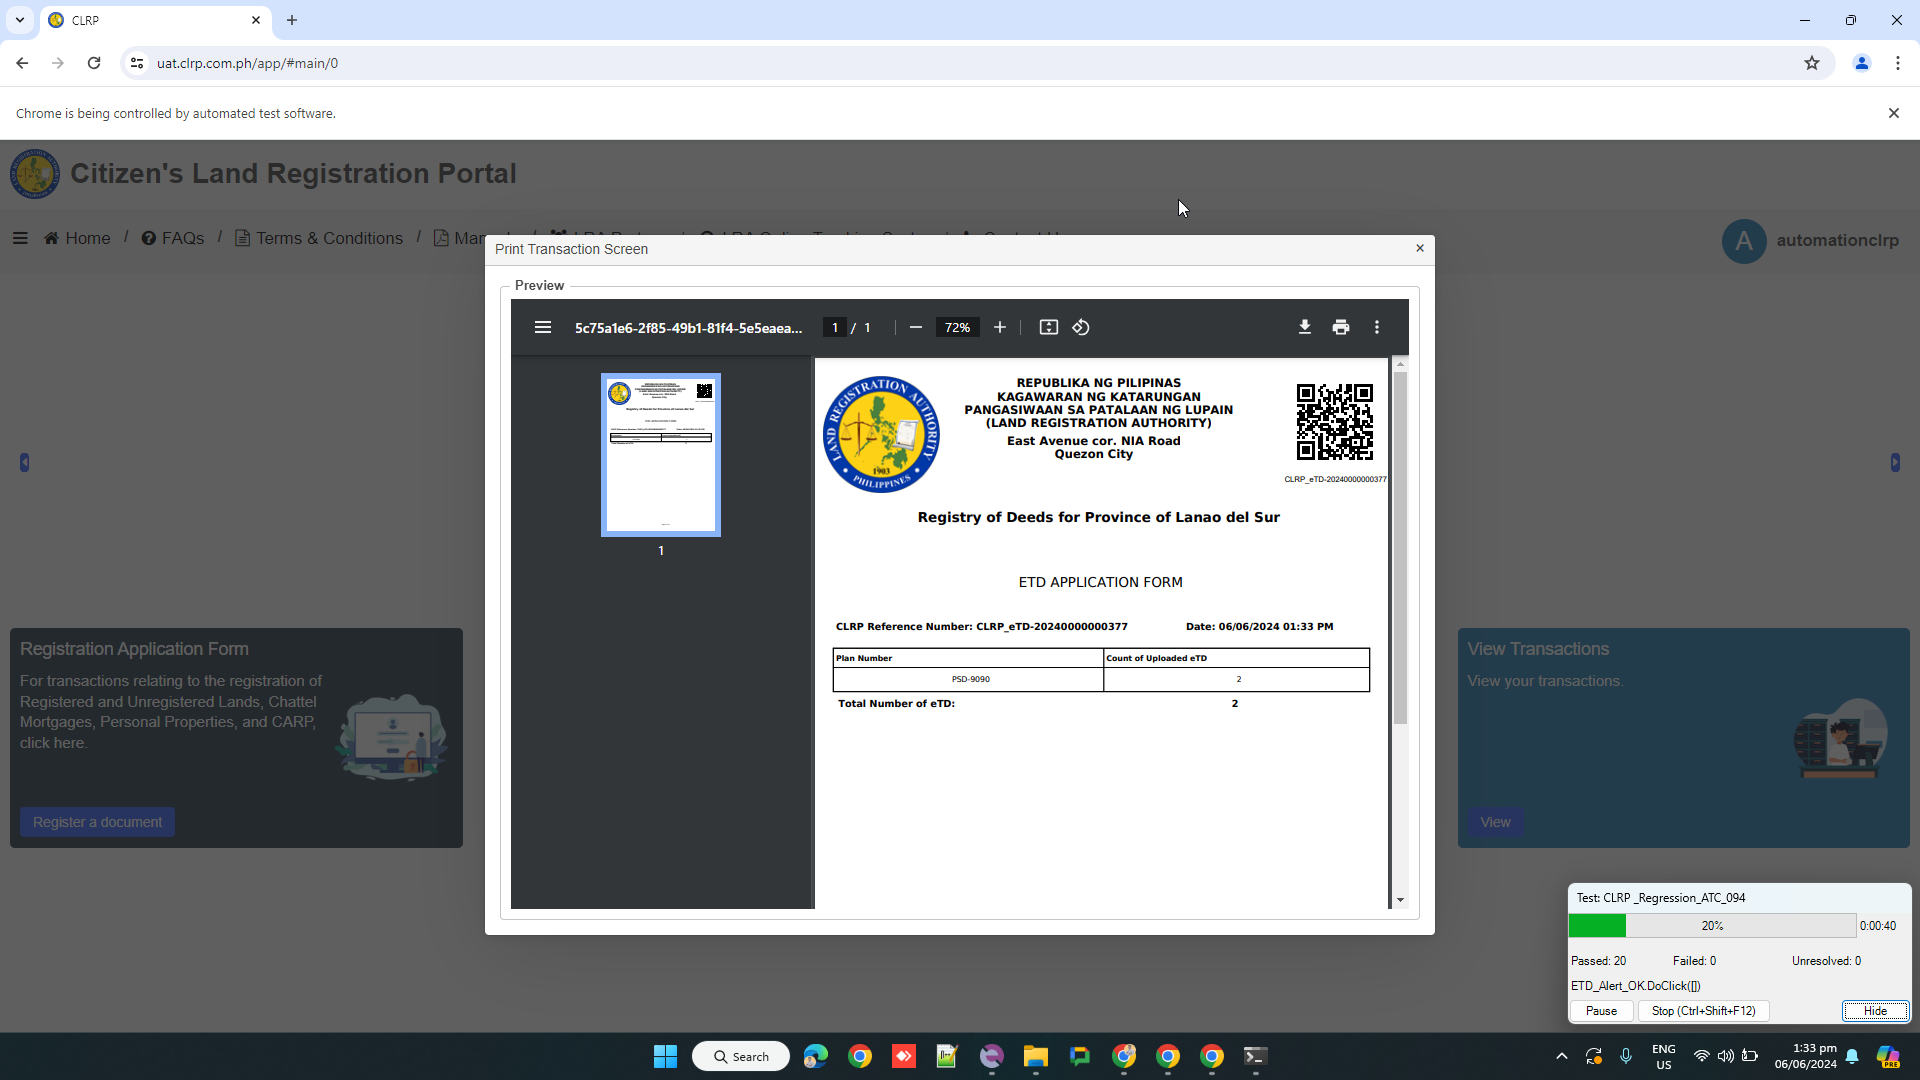 CLRP
uat.clrp.com.ph/app/#main/0
Chrome is being controlled by automated test software.
Citizen's Land Registration Portal
Home / FAQs / Terms & Conditions /
A automationclrp
Print Transaction Screen
Preview
5c75a1e6-2f85-49b1-81f4-5e5eaea... 1 / 1 72%
LAND REGISTRATION AUTHORITY
1903
PHILIPPINES
REPUBLIKA NG PILIPINAS
KAGAWARAN NG KATARUNGAN
PANGASIWAAN SA PATALAAN NG LUPAIN
(LAND REGISTRATION AUTHORITY)
East Avenue cor. NIA Road
Quezon City
CLRP_eTD-20240000000377
Registry of Deeds for Province of Lanao del Sur
ETD APPLICATION FORM
CLRP Reference Number: CLRP_eTD-20240000000377 Date: 06/06/2024 01:33 PM
Plan Number Count of Uploaded eTD
PSD-9090 2
Total Number of eTD: 2
1
Registration Application Form
For transactions relating to the registration of
Registered and Unregistered Lands, Chattel
Mortgages, Personal Properties, and CARP,
click here.
Register a document
View Transactions
View your transactions.
View
Test: CLRP _Regression_ATC_094
20% 0:00:40
Passed: 20 Failed: 0 Unresolved: 0
ETD_Alert_OK.DoClick([])
Pause Stop (Ctrl+Shift+F12) Hide
Search
ENG
US
1:33 pm
06/06/2024
PRE